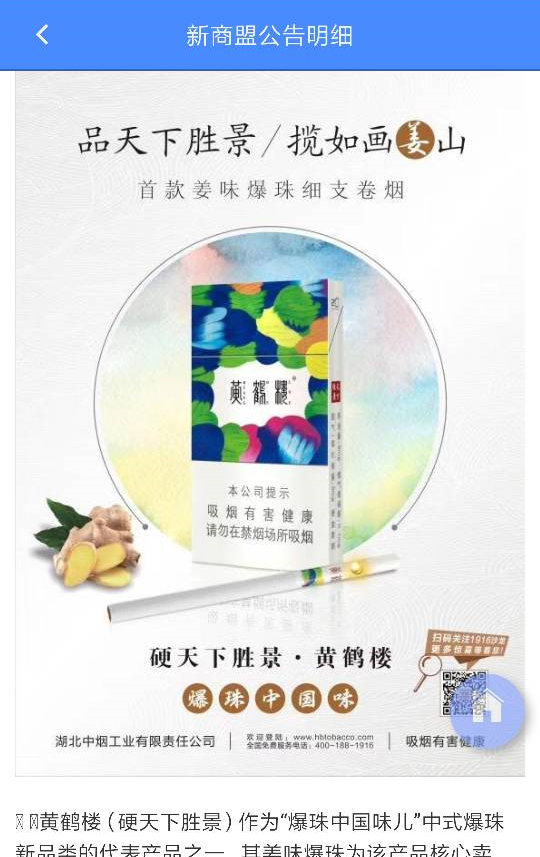 新商盟公告明细
品天下胜景/揽如画姜山
首款姜味爆珠细支卷烟
黄鹤楼
本公司提示
吸烟有害健康
请勿在禁烟场所吸烟
扫码关注1916沙龙
更多惊喜等着您!
硬天下胜景·黄鹤楼
爆珠中国味
湖北中烟工业有限责任公司
欢迎登陆:www.hbtobacco.com
全国免费服务电话:400-188-1916
吸烟有害健康
黄鹤楼(硬天下胜景)作为“爆珠中国味儿”中式爆珠
新品类的代表产品之一,其姜味爆珠为该产品核心卖